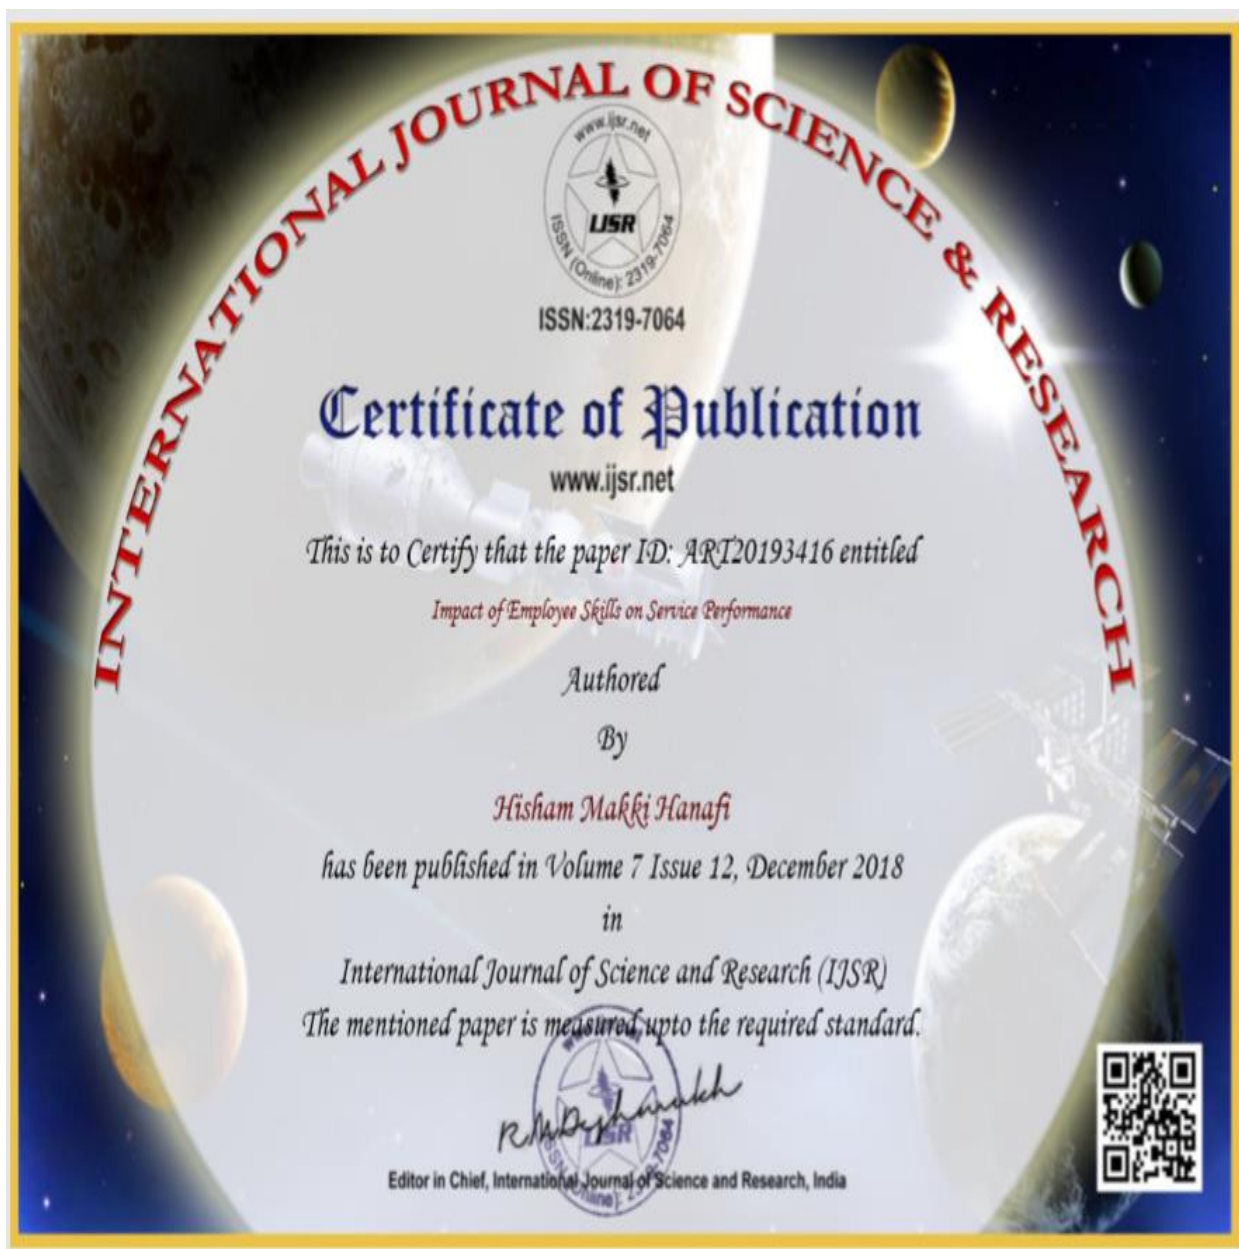 INTERNATIONAL JOURNAL OF SCIENCE & RESEARCH
www.ijsr.net
IJSR
ISSN (Online): 2319-7064
ISSN:2319-7064
Certificate of Publication
www.ijsr.net
This is to Certify that the paper ID: ART20193416 entitled
Impact of Employee Skills on Service Performance
Authored
By
Hisham Makki Hanafi
has been published in Volume 7 Issue 12, December 2018
in
International Journal of Science and Research (IJSR)
The mentioned paper is measured upto the required standard.
IJSR
Editor in Chief, International Journal of Science and Research, India